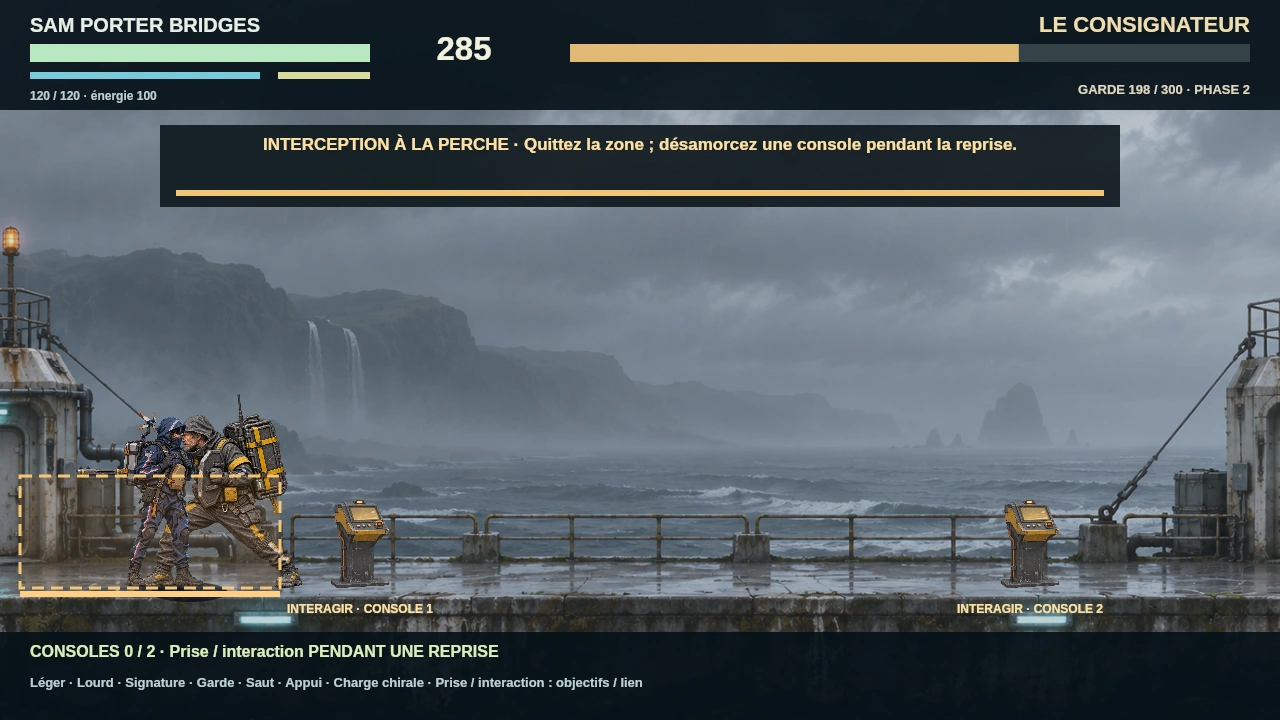 SAM PORTER BRIDGES
LE CONSIGNATEUR
285
120 / 120 · énergie 100
GARDE 198 / 300 · PHASE 2
INTERCEPTION À LA PERCHE · Quittez la zone ; désamorcez une console pendant la reprise.
INTERAGIR · CONSOLE 1
INTERAGIR · CONSOLE 2
CONSOLES 0 / 2 · Prise / interaction PENDANT UNE REPRISE
Léger · Lourd · Signature · Garde · Saut · Appui · Charge chirale · Prise / interaction : objectifs / lien